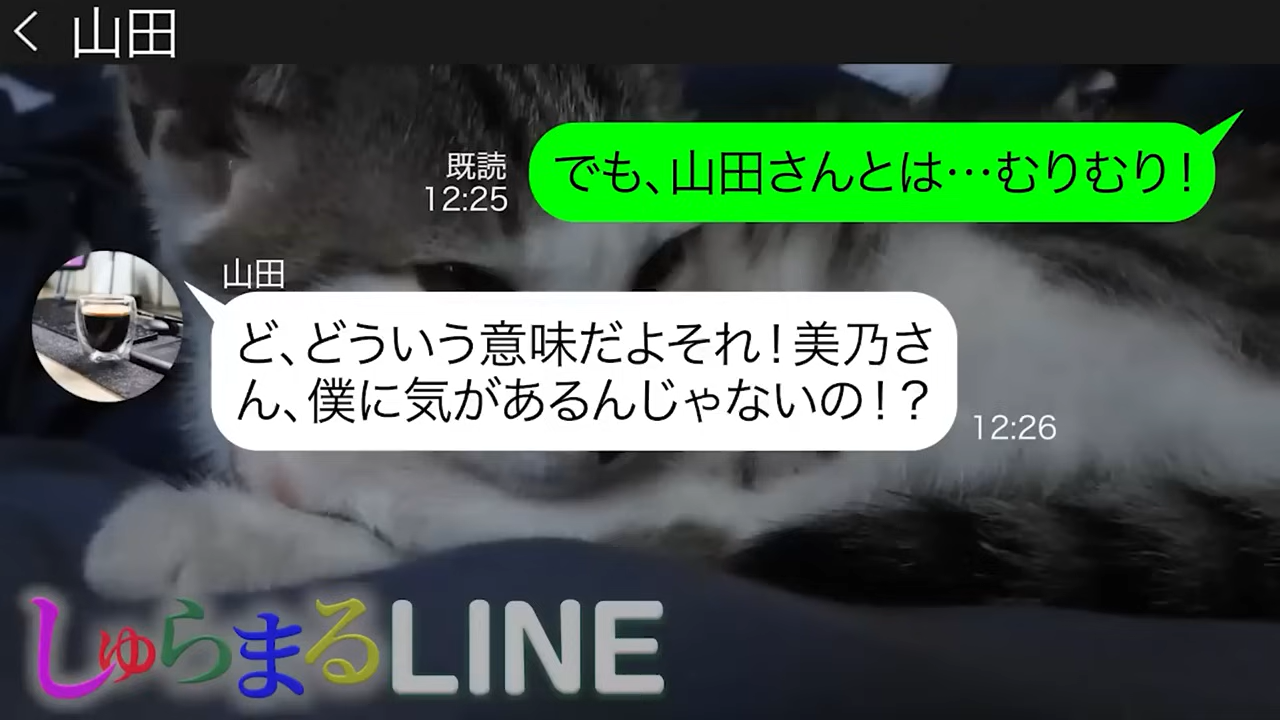 山田
でも、山田さんとは…むりむり！
既読
12:25
山田
ど、どういう意味だよそれ！美乃さ
ん、僕に気があるんじゃないの！？
12:26
しゅらまるLINE